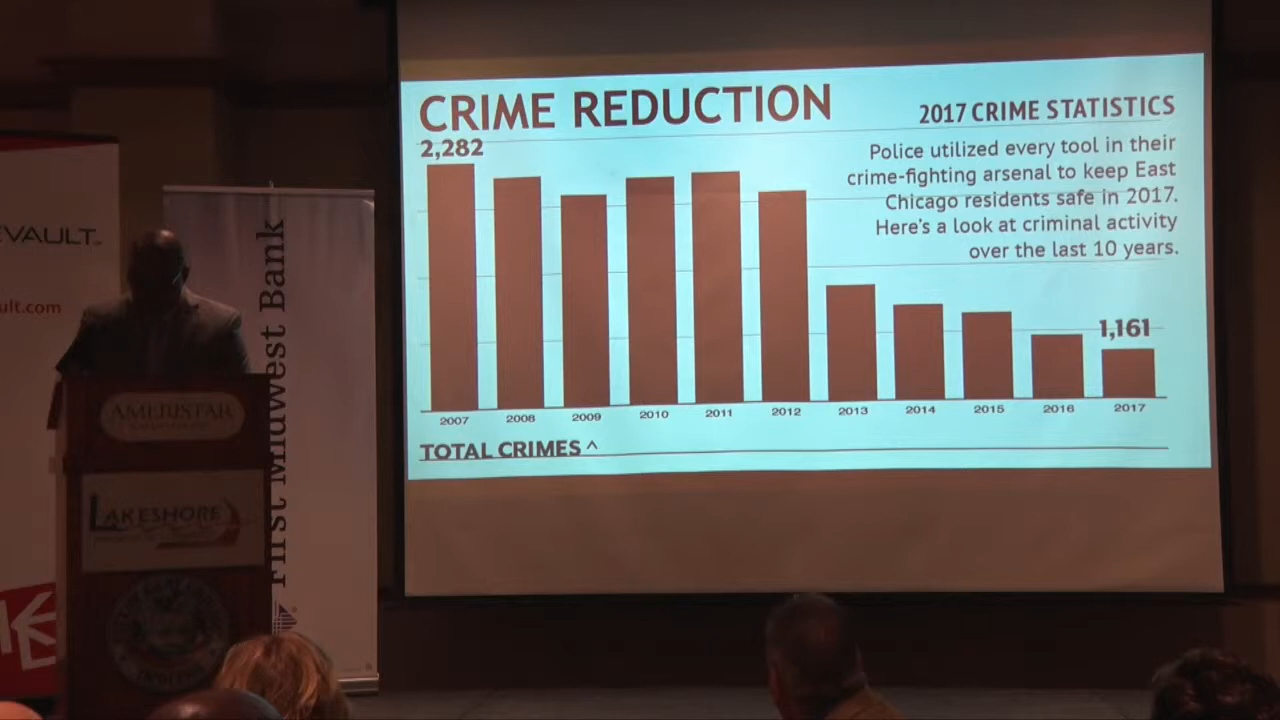 CRIME REDUCTION
2,282
2017 CRIME STATISTICS
Police utilized every tool in their
crime-fighting arsenal to keep East
Chicago residents safe in 2017.
Here's a look at criminal activity
over the last 10 years.
1,161
2007 2008 2009 2010 2011 2012 2013 2014 2015 2016 2017
TOTAL CRIMES ^
EVAULT
ult.com
First Midwest Bank
AMERISTAR
LAKESHORE